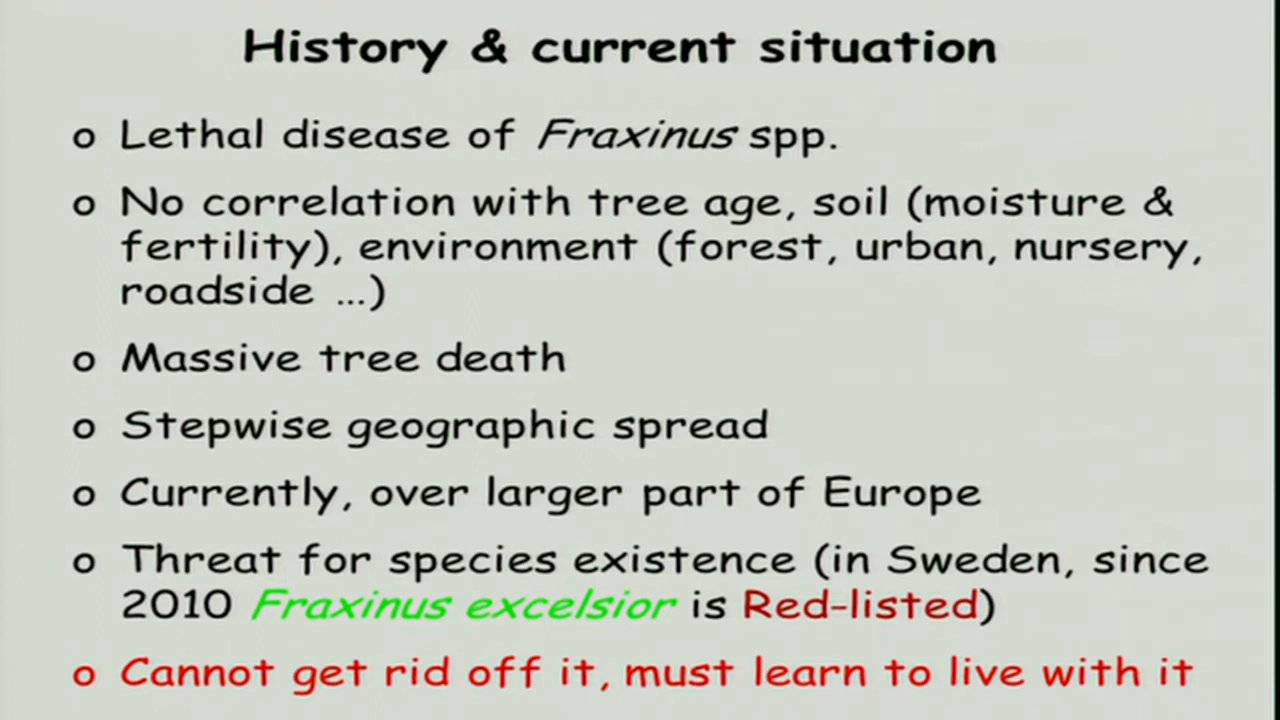 History & current situation
o Lethal disease of Fraxinus spp.
o No correlation with tree age, soil (moisture &
fertility), environment (forest, urban, nursery,
roadside ...)
o Massive tree death
o Stepwise geographic spread
o Currently, over larger part of Europe
o Threat for species existence (in Sweden, since
2010 Fraxinus excelsior is Red-listed)
o Cannot get rid off it, must learn to live with it